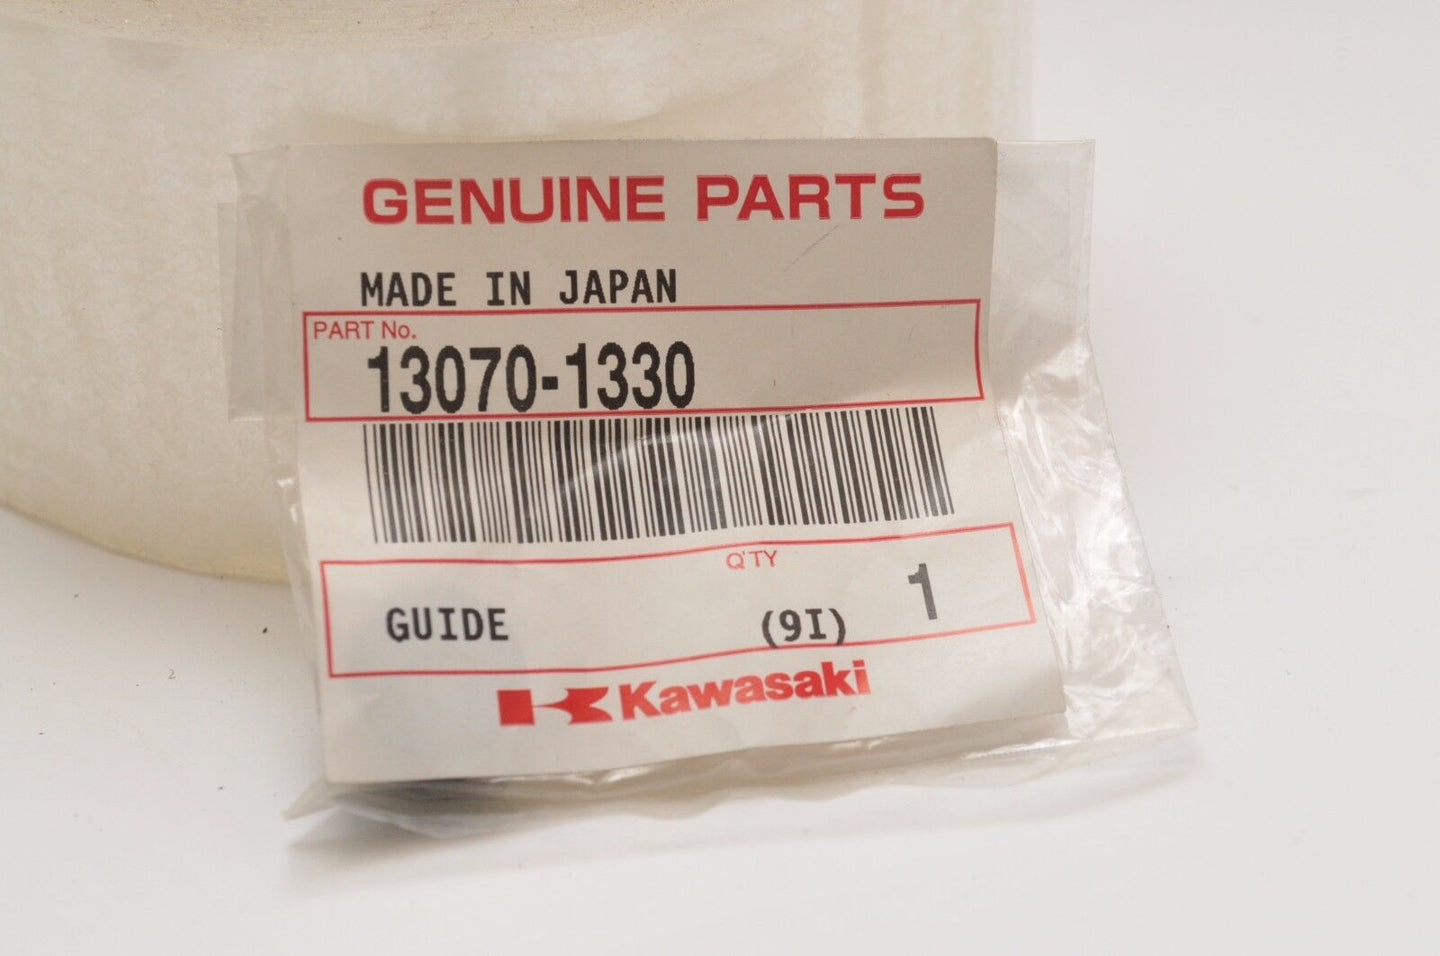 GENUINE PARTS
MADE IN JAPAN
PART No.
13070-1330
Q'TY
GUIDE (9I) 1
Kawasaki